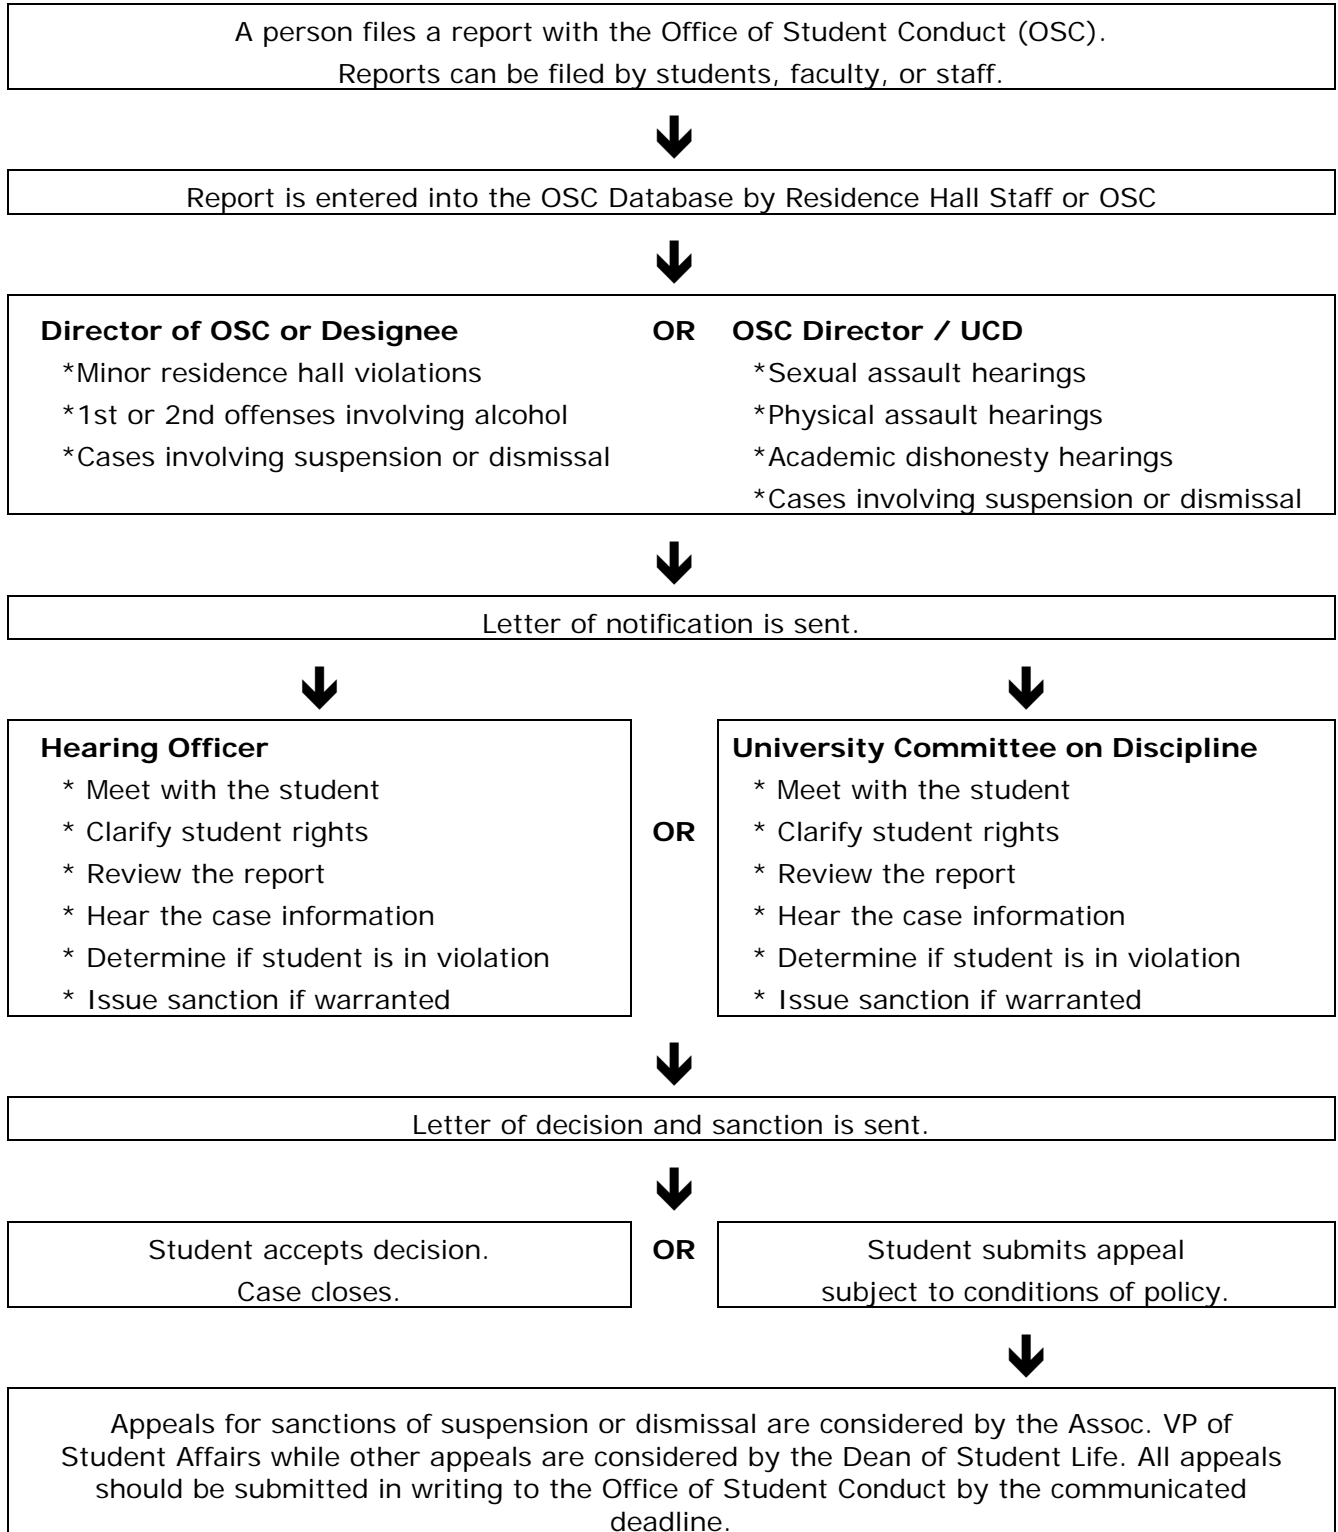 A person files a report with the Office of Student Conduct (OSC).
Reports can be filed by students, faculty, or staff.
Report is entered into the OSC Database by Residence Hall Staff or OSC
Director of OSC or Designee
*Minor residence hall violations
*1st or 2nd offenses involving alcohol
*Cases involving suspension or dismissal
OR
OSC Director / UCD
*Sexual assault hearings
*Physical assault hearings
*Academic dishonesty hearings
*Cases involving suspension or dismissal
Letter of notification is sent.
Hearing Officer
* Meet with the student
* Clarify student rights
* Review the report
* Hear the case information
* Determine if student is in violation
* Issue sanction if warranted
OR
University Committee on Discipline
* Meet with the student
* Clarify student rights
* Review the report
* Hear the case information
* Determine if student is in violation
* Issue sanction if warranted
Letter of decision and sanction is sent.
Student accepts decision.
Case closes.
OR
Student submits appeal
subject to conditions of policy.
Appeals for sanctions of suspension or dismissal are considered by the Assoc. VP of
Student Affairs while other appeals are considered by the Dean of Student Life. All appeals
should be submitted in writing to the Office of Student Conduct by the communicated
deadline.